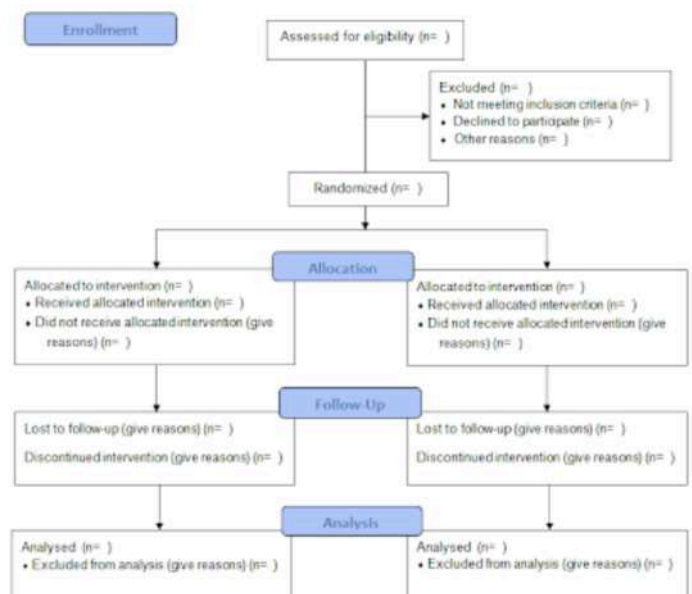 Enrollment
Assessed for eligibility (n= )
Excluded (n= )
• Not meeting inclusion criteria (n= )
• Declined to participate (n= )
• Other reasons (n= )
Randomized (n= )
Allocation
Allocated to intervention (n= )
• Received allocated intervention (n= )
• Did not receive allocated intervention (give
reasons) (n= )
Allocated to intervention (n= )
• Received allocated intervention (n= )
• Did not receive allocated intervention (give
reasons) (n= )
Follow-Up
Lost to follow-up (give reasons) (n= )
Discontinued intervention (give reasons) (n= )
Lost to follow-up (give reasons) (n= )
Discontinued intervention (give reasons) (n= )
Analysis
Analysed (n= )
• Excluded from analysis (give reasons) (n= )
Analysed (n= )
• Excluded from analysis (give reasons) (n= )